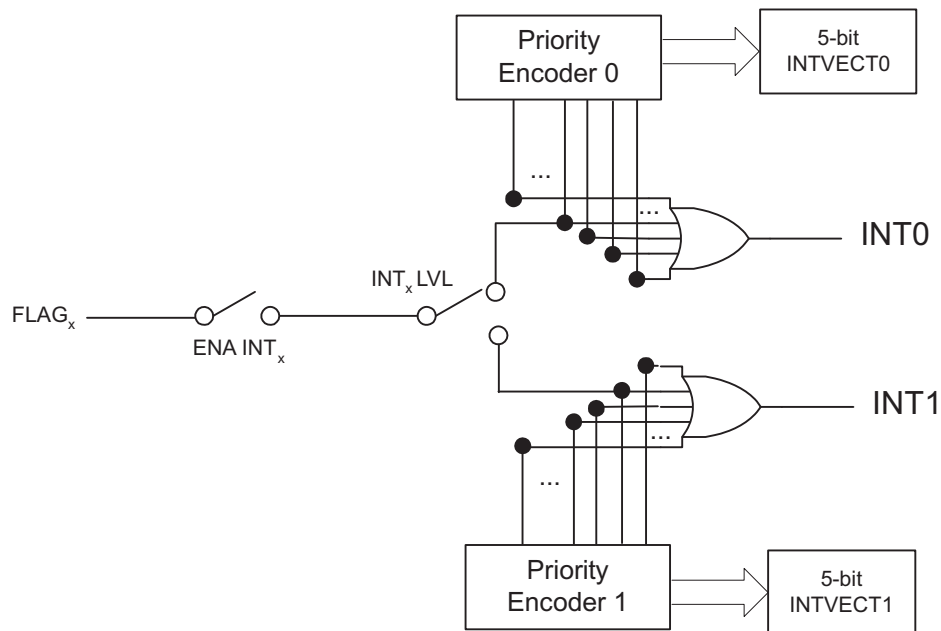 Priority
Encoder 0
5-bit
INTVECT0
...
...
INT0
INTx LVL
FLAGx
ENA INTx
INT1
...
...
Priority
Encoder 1
5-bit
INTVECT1